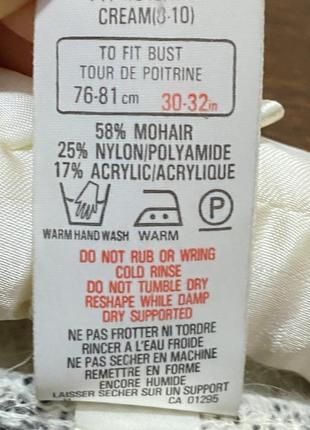 CREAM(8-10)
TO FIT BUST
TOUR DE POITRINE
76-81 cm 30-32in
58% MOHAIR
25% NYLON/POLYAMIDE
17% ACRYLIC/ACRYLIQUE
P
WARM HAND WASH WARM
DO NOT RUB OR WRING
COLD RINSE
DO NOT TUMBLE DRY
RESHAPE WHILE DAMP
DRY SUPPORTED
NE PAS FROTTER NI TORDRE
RINCER A L'EAU FROIDE
NE PAS SECHER EN MACHINE
REMETTRE EN FORME
ENCORE HUMIDE
LAISSER SECHER SUR UN SUPPORT
CA 01295